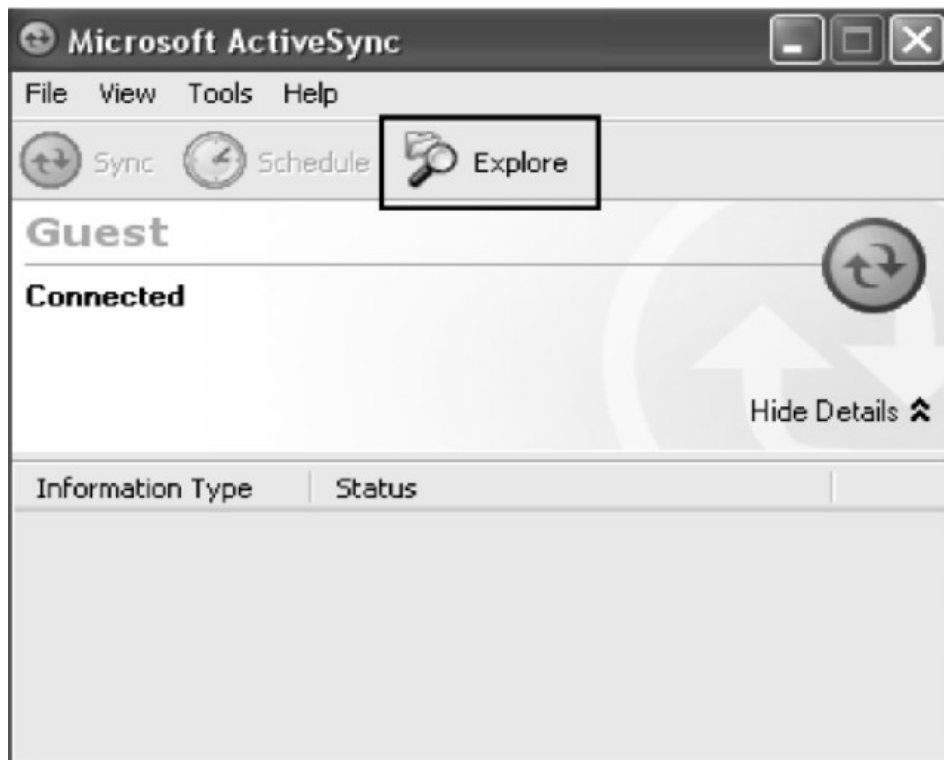 Microsoft ActiveSync
File View Tools Help
Sync Schedule Explore
Guest
Connected
Hide Details
Information Type Status